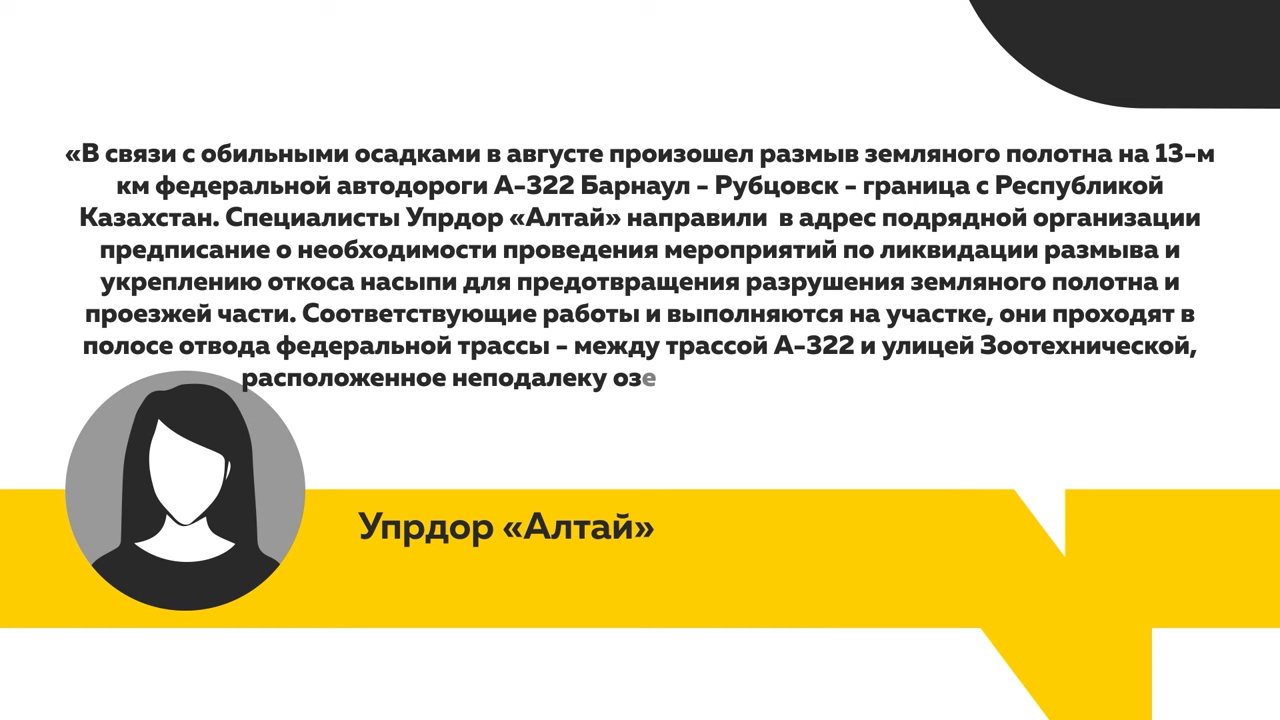 «В связи с обильными осадками в августе произошел размыв земляного полотна на 13-м
км федеральной автодороги А-322 Барнаул - Рубцовск - граница с Республикой
Казахстан. Специалисты Упрдор «Алтай» направили  в адрес подрядной организации
предписание о необходимости проведения мероприятий по ликвидации размыва и
укреплению откоса насыпи для предотвращения разрушения земляного полотна и
проезжей части. Соответствующие работы и выполняются на участке, они проходят в
полосе отвода федеральной трассы - между трассой А-322 и улицей Зоотехнической,
расположенное неподалеку озе
Упрдор «Алтай»